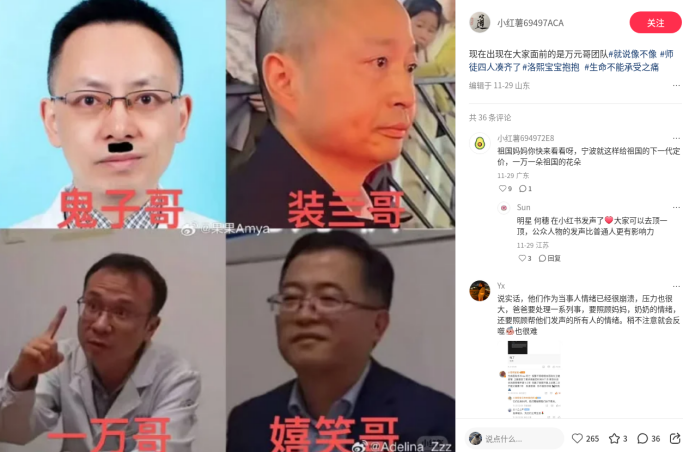 小红薯69497ACA
关注
现在出现在大家面前的是万元哥团队#就说像不像 #师
徒四人凑齐了#洛熙宝宝抱抱 #生命不能承受之痛
编辑于 11-29 山东
共 36 条评论
小红薯694972E8
祖国妈妈你快来看看呀，宁波就这样给祖国的下一代定
价，一万一朵祖国的花朵
11-29 广东
9
1
Sun
明星 何穗 在小红书发声了❤大家可以去顶一
顶，公众人物的发声比普通人更有影响力
11-29 江苏
3
回复
Yx
说实话，他们作为当事人情绪已经很崩溃，压力也很
大，爸爸要处理一系列事，要照顾妈妈，奶奶的情绪，
还要照顾帮他们发声的所有人的情绪。稍不注意就会反
噬也很难
说点什么...
265
3
36
鬼子哥
装兰哥
@果果Amya
一万哥
嬉笑哥
@Adelina_Zzz